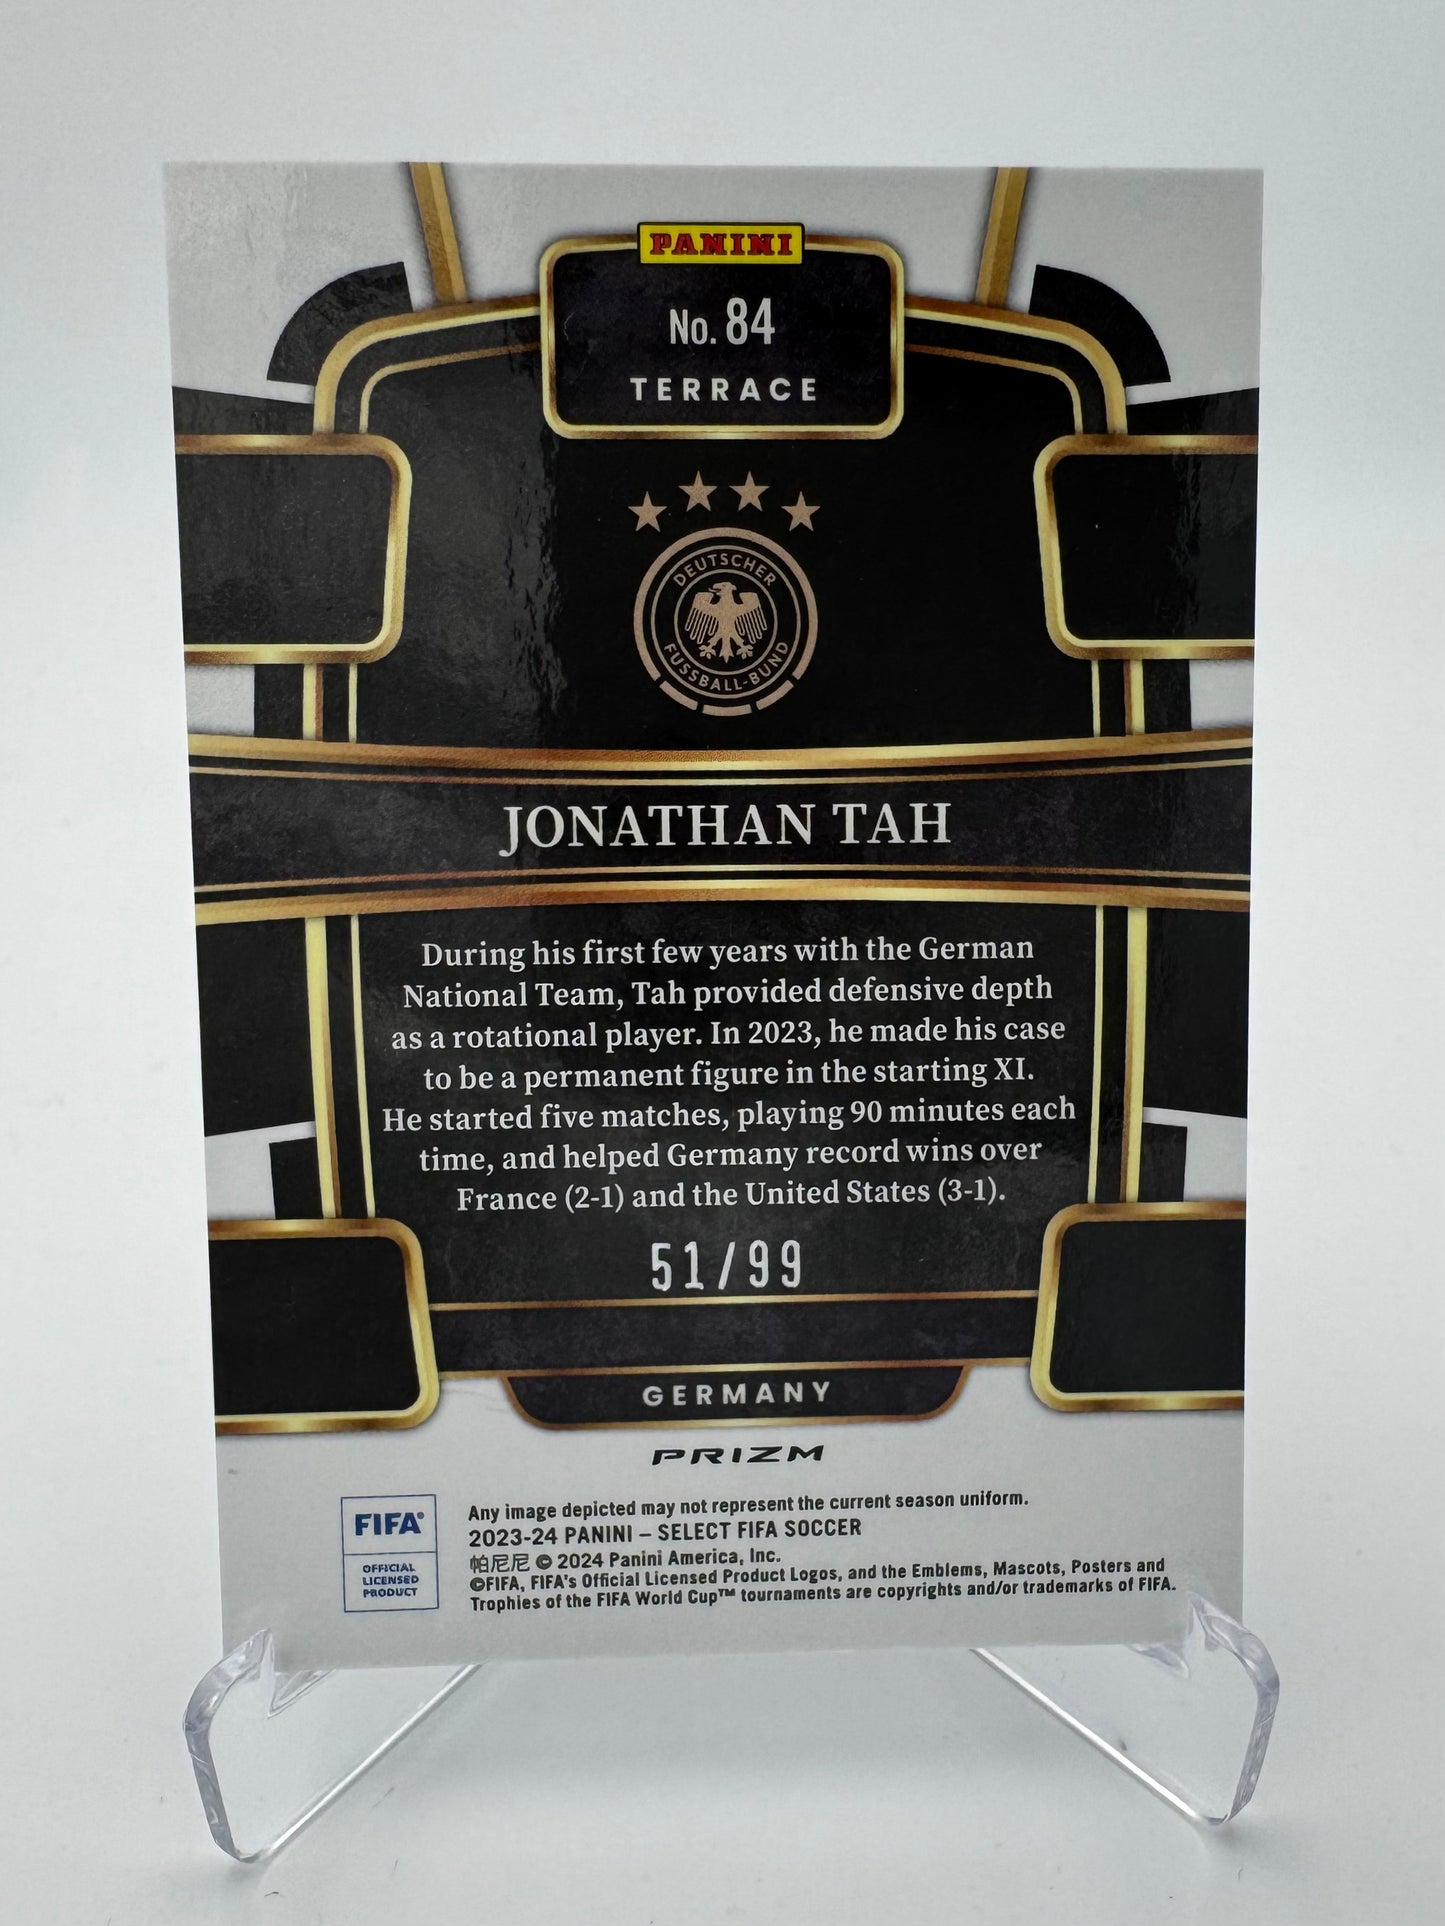 PANINI
No. 84
TERRACE
DEUTSCHER
FUSSBALL-BUND
JONATHAN TAH
During his first few years with the German
National Team, Tah provided defensive depth
as a rotational player. In 2023, he made his case
to be a permanent figure in the starting XI.
He started five matches, playing 90 minutes each
time, and helped Germany record wins over
France (2-1) and the United States (3-1).
51/99
GERMANY
PRIZM
FIFA®
OFFICIAL
LICENSED
PRODUCT
Any image depicted may not represent the current season uniform.
2023-24 PANINI – SELECT FIFA SOCCER
帕尼尼 © 2024 Panini America, Inc.
©FIFA, FIFA's Official Licensed Product Logos, and the Emblems, Mascots, Posters and
Trophies of the FIFA World Cup™ tournaments are copyrights and/or trademarks of FIFA.